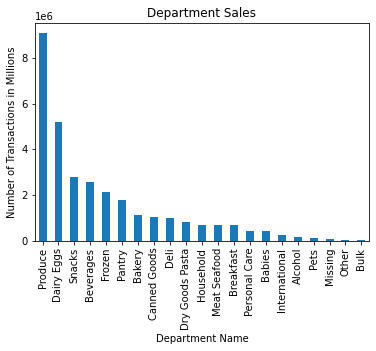 Department Sales
1e6
8
6
4
2
0
Number of Transactions in Millions
Produce
Dairy Eggs
Snacks
Beverages
Frozen
Pantry
Bakery
Canned Goods
Deli
Dry Goods Pasta
Household
Meat Seafood
Breakfast
Personal Care
Babies
International
Alcohol
Pets
Missing
Other
Bulk
Department Name